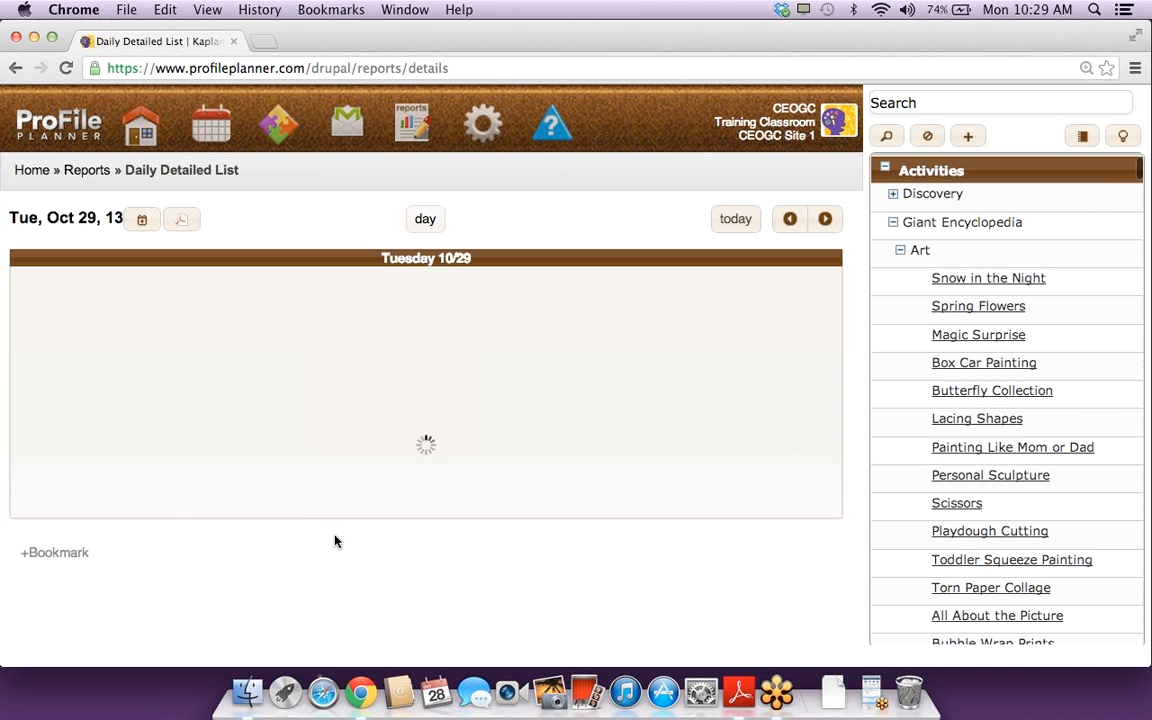 Chrome File Edit View History Bookmarks Window Help 74% Mon 10:29 AM
Daily Detailed List | Kapla
https://www.profileplanner.com/drupal/reports/details
ProFile
PLANNER
reports
CEOGC
Training Classroom
CEOGC Site 1
Home » Reports » Daily Detailed List
Tue, Oct 29, 13 day today
Tuesday 10/29
+Bookmark
Search
Activities
Discovery
Giant Encyclopedia
Art
Snow in the Night
Spring Flowers
Magic Surprise
Box Car Painting
Butterfly Collection
Lacing Shapes
Painting Like Mom or Dad
Personal Sculpture
Scissors
Playdough Cutting
Toddler Squeeze Painting
Torn Paper Collage
All About the Picture
Bubble Wrap Prints
28